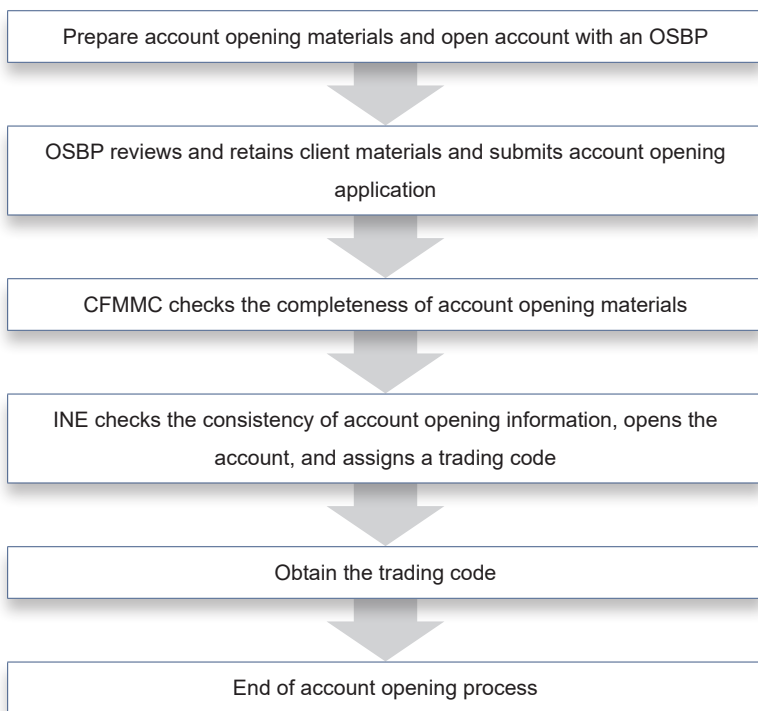 Prepare account opening materials and open account with an OSBP
OSBP reviews and retains client materials and submits account opening
application
CFMMC checks the completeness of account opening materials
INE checks the consistency of account opening information, opens the
account, and assigns a trading code
Obtain the trading code
End of account opening process